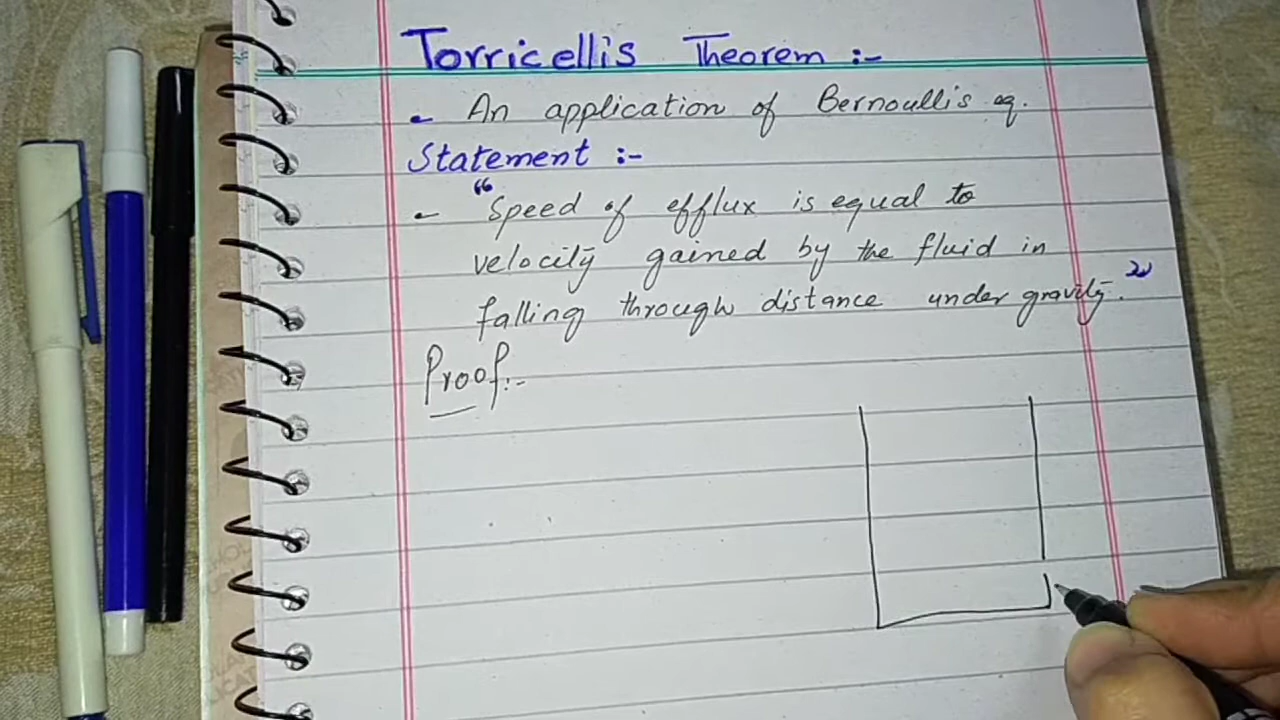 Torricellis Theorem :-
- An application of Bernoullis eq.
Statement :-
- "Speed of efflux is equal to
velocity gained by the fluid in
falling through distance under gravity."
Proof:-